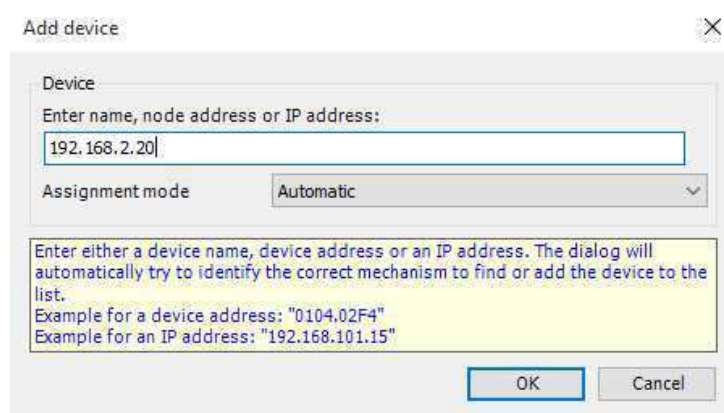 Add device
Device
Enter name, node address or IP address:
192.168.2.20
Assignment mode Automatic
Enter either a device name, device address or an IP address. The dialog will
automatically try to identify the correct mechanism to find or add the device to the
list.
Example for a device address: "0104.02F4"
Example for an IP address: "192.168.101.15"
OK Cancel